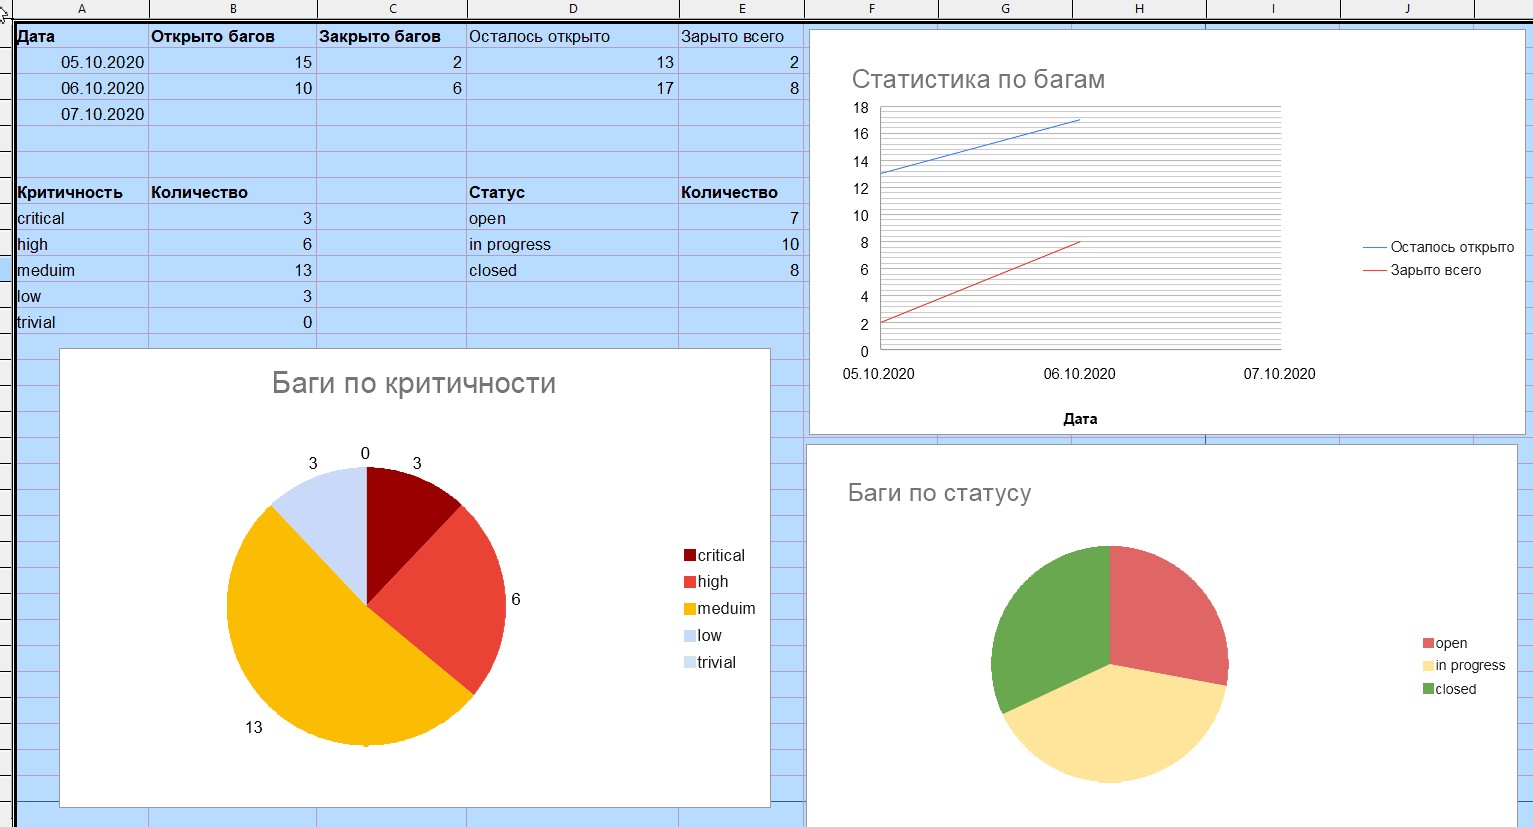 A B C D E F G H I J
Дата Открыто багов Закрыто багов Осталось открыто Зарыто всего
05.10.2020 15 2 13 2
06.10.2020 10 6 17 8
07.10.2020
Критичность Количество Статус Количество
critical 3 open 7
high 6 in progress 10
meduim 13 closed 8
low 3
trivial 0
Статистика по багам
18
16
14
12
10
8
6
4
2
0
05.10.2020 06.10.2020 07.10.2020
Дата
Осталось открыто
Зарыто всего
Баги по критичности
0
3
3
6
13
critical
high
meduim
low
trivial
Баги по статусу
open
in progress
closed